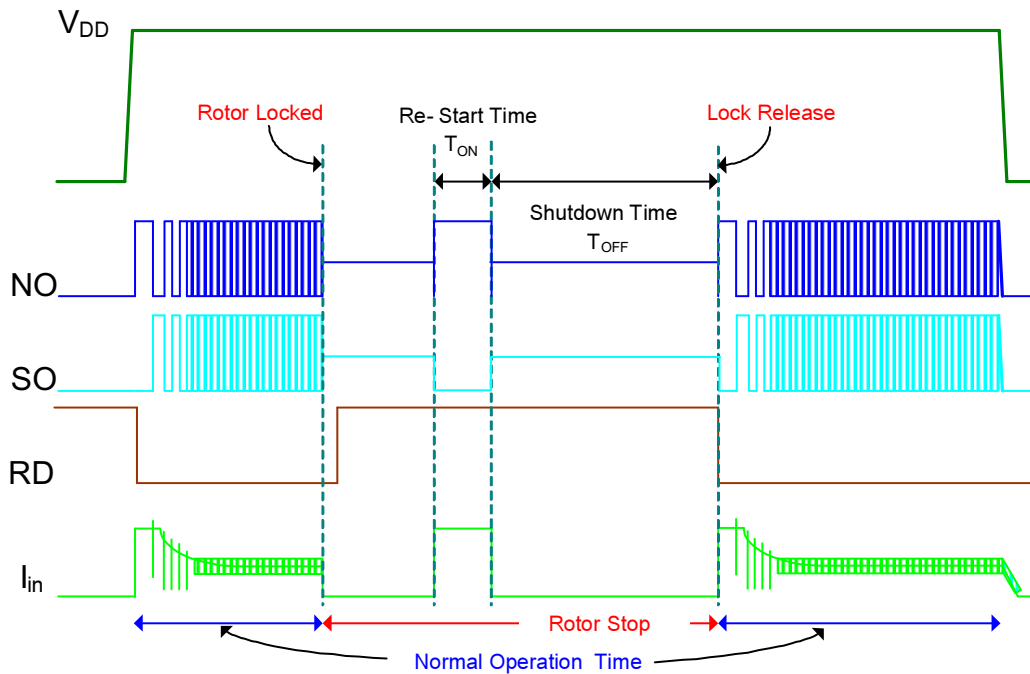 VDD
Rotor Locked
Re- Start Time
TON
Lock Release
Shutdown Time
TOFF
NO
SO
RD
Iin
Rotor Stop
Normal Operation Time